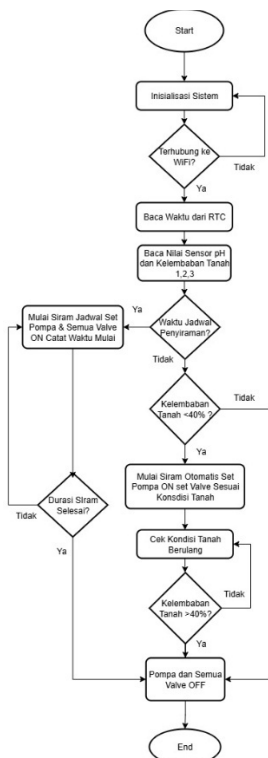 Start
Inisialisasi Sistem
Terhubung ke
WiFi?
Tidak
Ya
Baca Waktu dari RTC
Baca Nilai Sensor pH
dan Kelembaban Tanah
1,2,3
Waktu Jadwal
Penyiraman?
Ya
Mulai Siram Jadwal Set
Pompa & Semua Valve
ON Catat Waktu Mulai
Tidak
Kelembaban
Tanah <40% ?
Tidak
Ya
Mulai Siram Otomatis Set
Pompa ON set Valve Sesuai
Konsdisi Tanah
Durasi SIram
Selesai?
Tidak
Ya
Cek Kondisi Tanah
Berulang
Tidak
Kelembaban
Tanah >40%?
Ya
Pompa dan Semua
Valve OFF
End